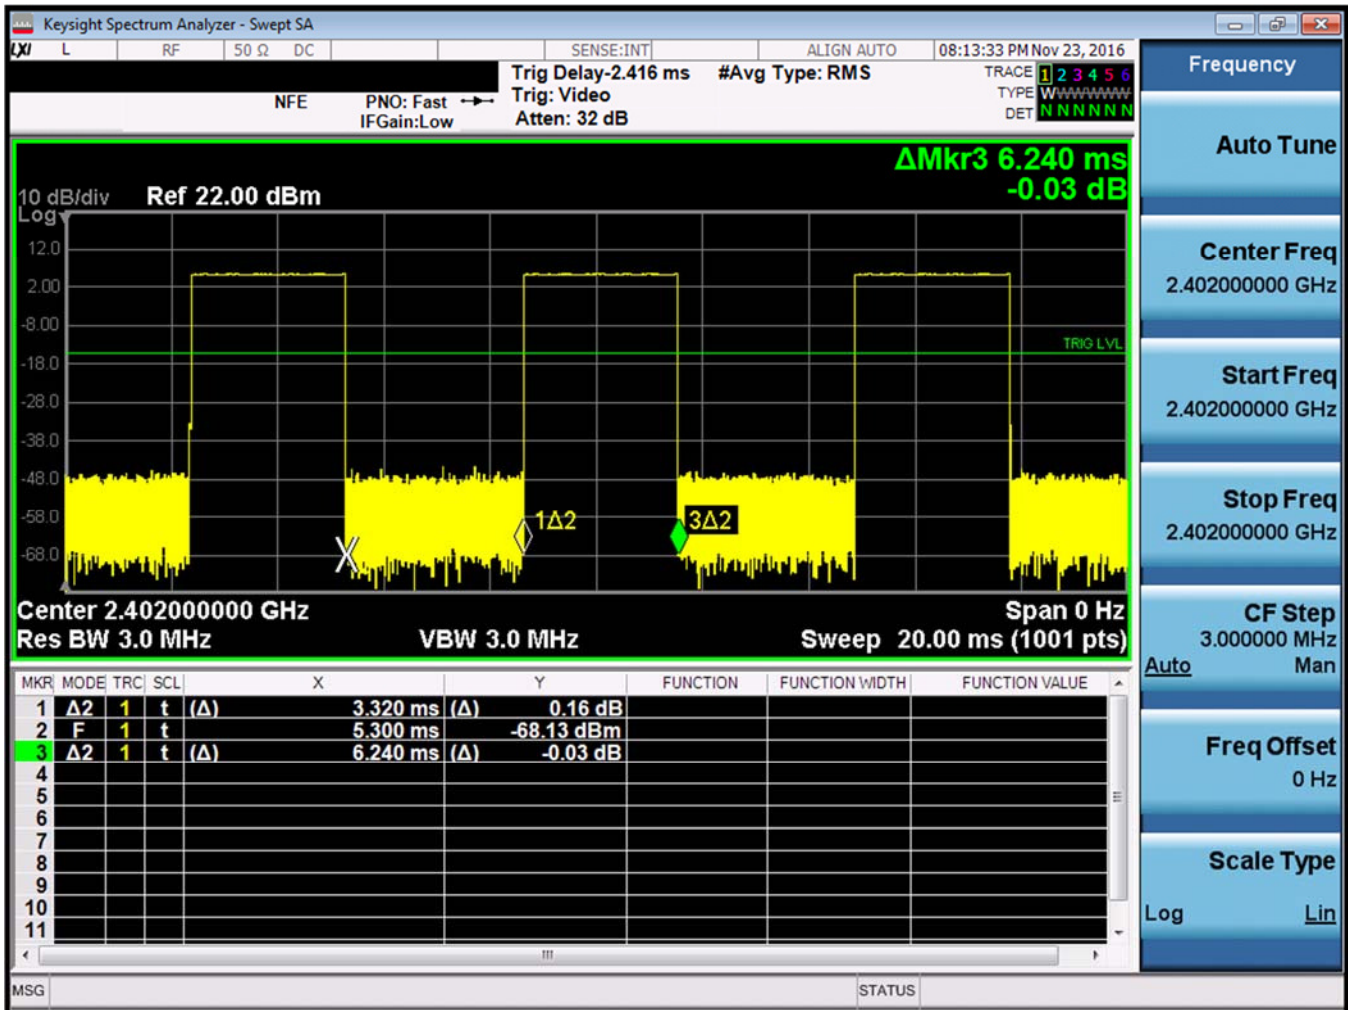 Keysight Spectrum Analyzer - Swept SA
LXI L RF 50 Ω DC SENSE:INT ALIGN AUTO 08:13:33 PM Nov 23, 2016
NFE PNO: Fast Trig Delay-2.416 ms #Avg Type: RMS TRACE 1 2 3 4 5 6
IFGain:Low Trig: Video TYPE WWWWWW
Atten: 32 dB DET N N N N N N
ΔMkr3 6.240 ms
-0.03 dB
10 dB/div Ref 22.00 dBm
Log
12.0
2.00
-8.00
TRIG LVL
-18.0
-28.0
-38.0
-48.0
-58.0
1Δ2 3Δ2
-68.0
X
Center 2.402000000 GHz Span 0 Hz
Res BW 3.0 MHz VBW 3.0 MHz Sweep 20.00 ms (1001 pts)
MKR MODE TRC SCL X Y FUNCTION FUNCTION WIDTH FUNCTION VALUE
1 Δ2 1 t (Δ) 3.320 ms (Δ) 0.16 dB
2 F 1 t 5.300 ms -68.13 dBm
3 Δ2 1 t (Δ) 6.240 ms (Δ) -0.03 dB
4
5
6
7
8
9
10
11
MSG STATUS
Frequency
Auto Tune
Center Freq
2.402000000 GHz
Start Freq
2.402000000 GHz
Stop Freq
2.402000000 GHz
CF Step
3.000000 MHz
Auto Man
Freq Offset
0 Hz
Scale Type
Log Lin